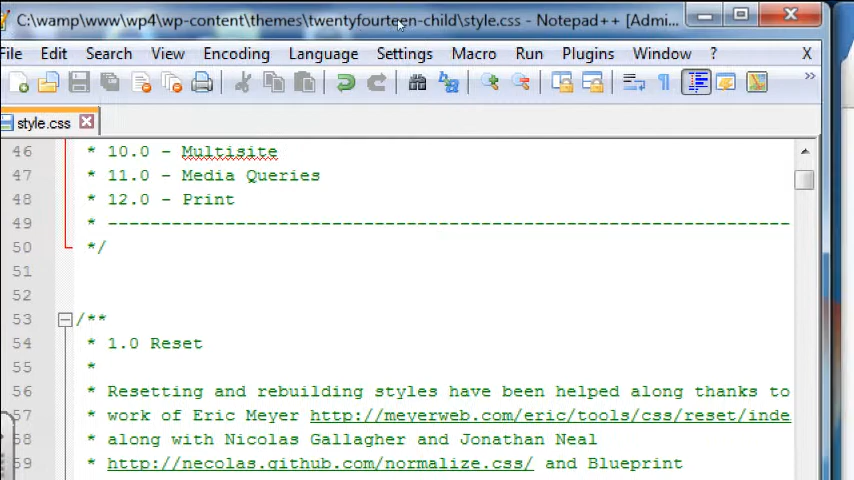 C:\wamp\www\wp4\wp-content\themes\twentyfourteen-child\style.css - Notepad++ [Admi...
File Edit Search View Encoding Language Settings Macro Run Plugins Window ? X
style.css
46 * 10.0 - Multisite
47 * 11.0 - Media Queries
48 * 12.0 - Print
49 * ----------------------------------------------------------------
50 */
51
52
53 /**
54 * 1.0 Reset
55 *
56 * Resetting and rebuilding styles have been helped along thanks to
57 * work of Eric Meyer http://meyerweb.com/eric/tools/css/reset/inde
58 * along with Nicolas Gallagher and Jonathan Neal
59 * http://necolas.github.com/normalize.css/ and Blueprint